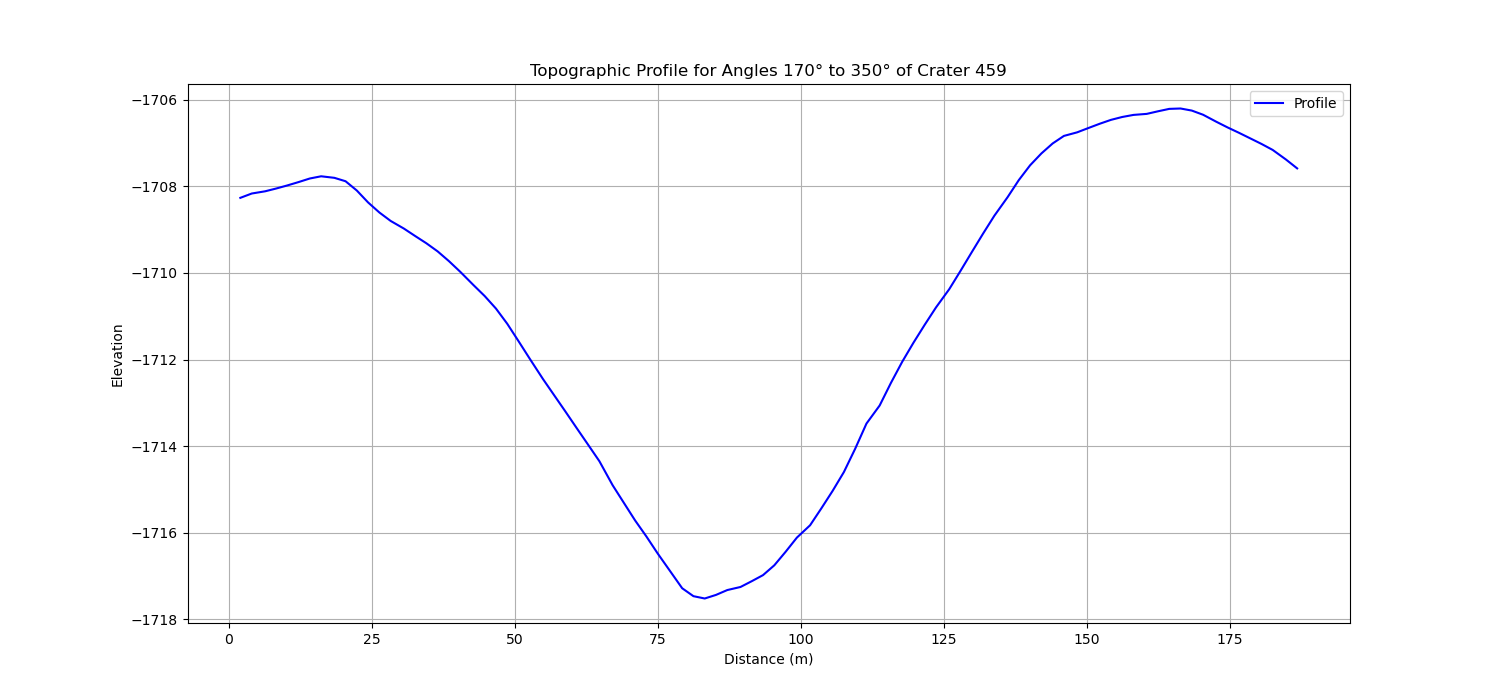 Topographic Profile for Angles 170° to 350° of Crater 459
Profile
−1706
−1708
−1710
−1712
−1714
−1716
−1718
Elevation
0 25 50 75 100 125 150 175
Distance (m)